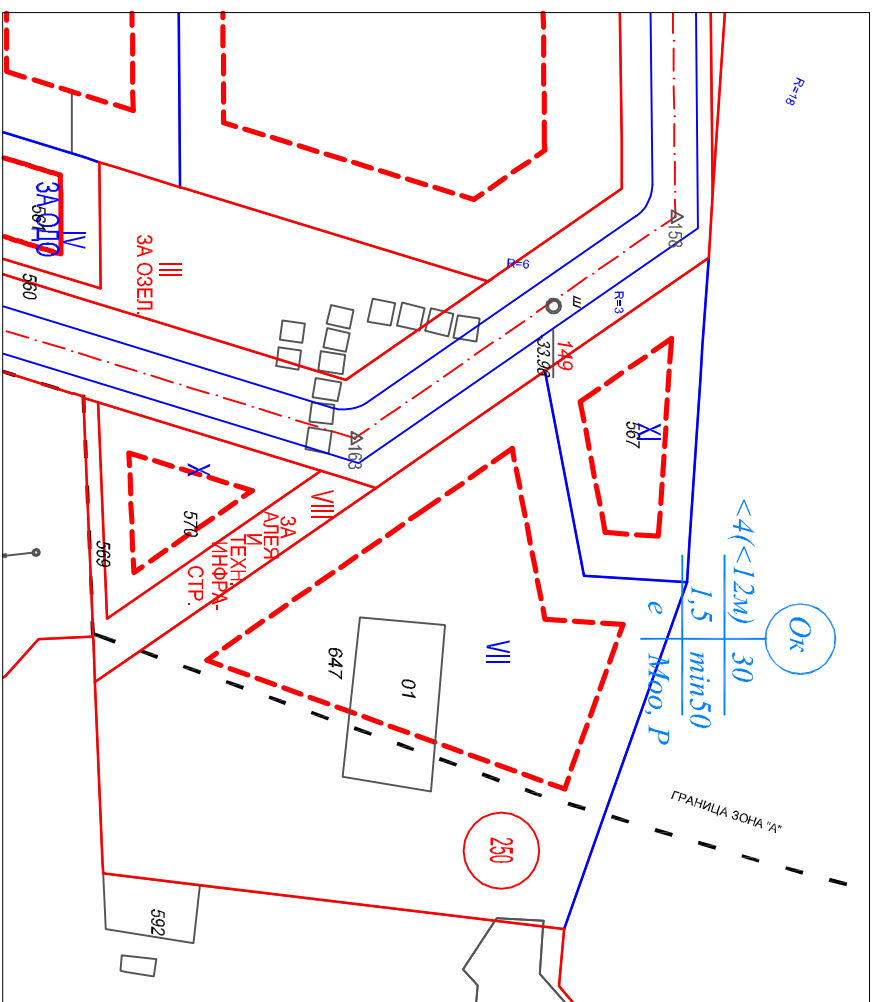 R=18
158
R=6
R=3
Ш
149
33.96
III
ЗА ОЗЕЛ.
IV
ЗА ОДО
561
560
XI
567
163
X
570
569
VIII
ЗА
АЛЕЯ
И
ТЕХН.
ИНФРА-
СТР.
VII
647
01
Ок
<4(<12м) 30
1,5 min50
е Моо, Р
ГРАНИЦА ЗОНА "А"
250
592